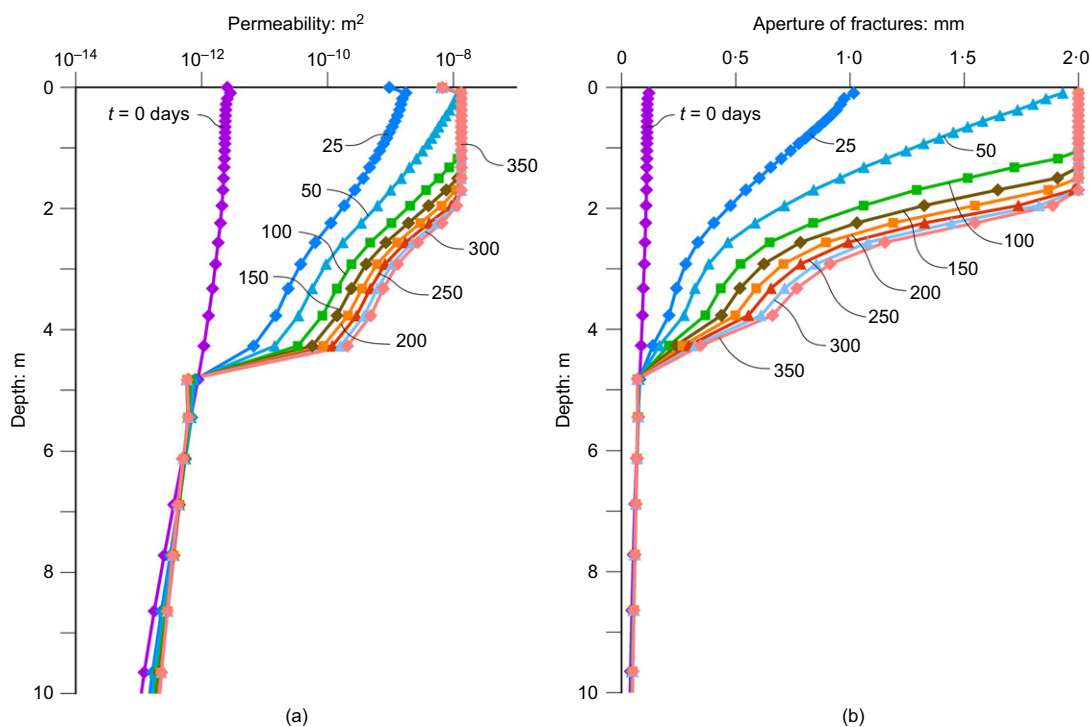 Permeability: m²
10⁻¹⁴ 10⁻¹² 10⁻¹⁰ 10⁻⁸
0
t = 0 days
25
350
50
2
100
300
150
250
4
200
Depth: m
6
8
10
(a)
Aperture of fractures: mm
0 0·5 1·0 1·5 2·0
0
t = 0 days
25
50
2
100
150
200
4
250
300
350
Depth: m
6
8
10
(b)